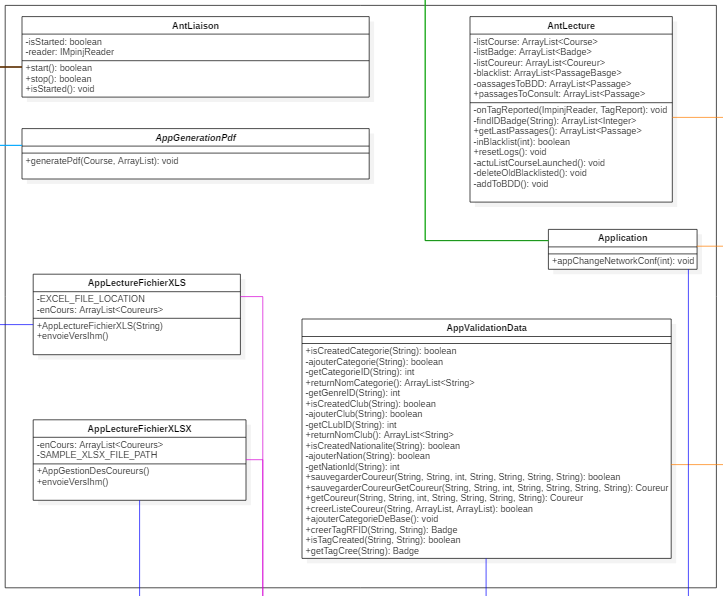 AntLiaison
-isStarted: boolean
-reader: IMpinjReader
+start(): boolean
+stop(): boolean
+isStarted(): void
AntLecture
-listCourse: ArrayList<Course>
-listBadge: ArrayList<Badge>
-listCoureur: ArrayList<Coureur>
-blacklist: ArrayList<PassageBasge>
-oassagesToBDD: ArrayList<Passage>
+passagesToConsult: ArrayList<Passage>
-onTagReported(ImpinjReader, TagReport): void
-findIDBadge(String): ArrayList<Integer>
+getLastPassages(): ArrayList<Passage>
-inBlacklist(int): boolean
+resetLogs(): void
-actuListCourseLaunched(): void
-deleteOldBlacklisted(): void
-addToBDD(): void
AppGenerationPdf
+generatePdf(Course, ArrayList): void
Application
+appChangeNetworkConf(int): void
AppLectureFichierXLS
-EXCEL_FILE_LOCATION
-enCours: ArrayList<Coureurs>
+AppLectureFichierXLS(String)
+envoieVersIhm()
AppValidationData
+isCreatedCategorie(String): boolean
-ajouterCategorie(String): boolean
-getCategorieID(String): int
+returnNomCategorie(): ArrayList<String>
-getGenreID(String): int
+isCreatedClub(String): boolean
-ajouterClub(String): boolean
-getCLubID(String): int
+returnNomClub(): ArrayList<String>
+isCreatedNationalite(String): boolean
-ajouterNation(String): boolean
-getNationId(String): int
+sauvegarderCoureur(String, String, int, String, String, String, String): boolean
+sauvegarderCoureurGetCoureur(String, String, int, String, String, String, String): Coureur
+getCoureur(String, String, int, String, String, String, String): Coureur
+creerListeCoureur(String, ArrayList, ArrayList): boolean
+ajouterCategorieDeBase(): void
+creerTagRFID(String, String): Badge
+isTagCreated(String, String): boolean
+getTagCree(String): Badge
AppLectureFichierXLSX
-enCours: ArrayList<Coureurs>
-SAMPLE_XLSX_FILE_PATH
+AppGestionDesCoureurs()
+envoieVersIhm()